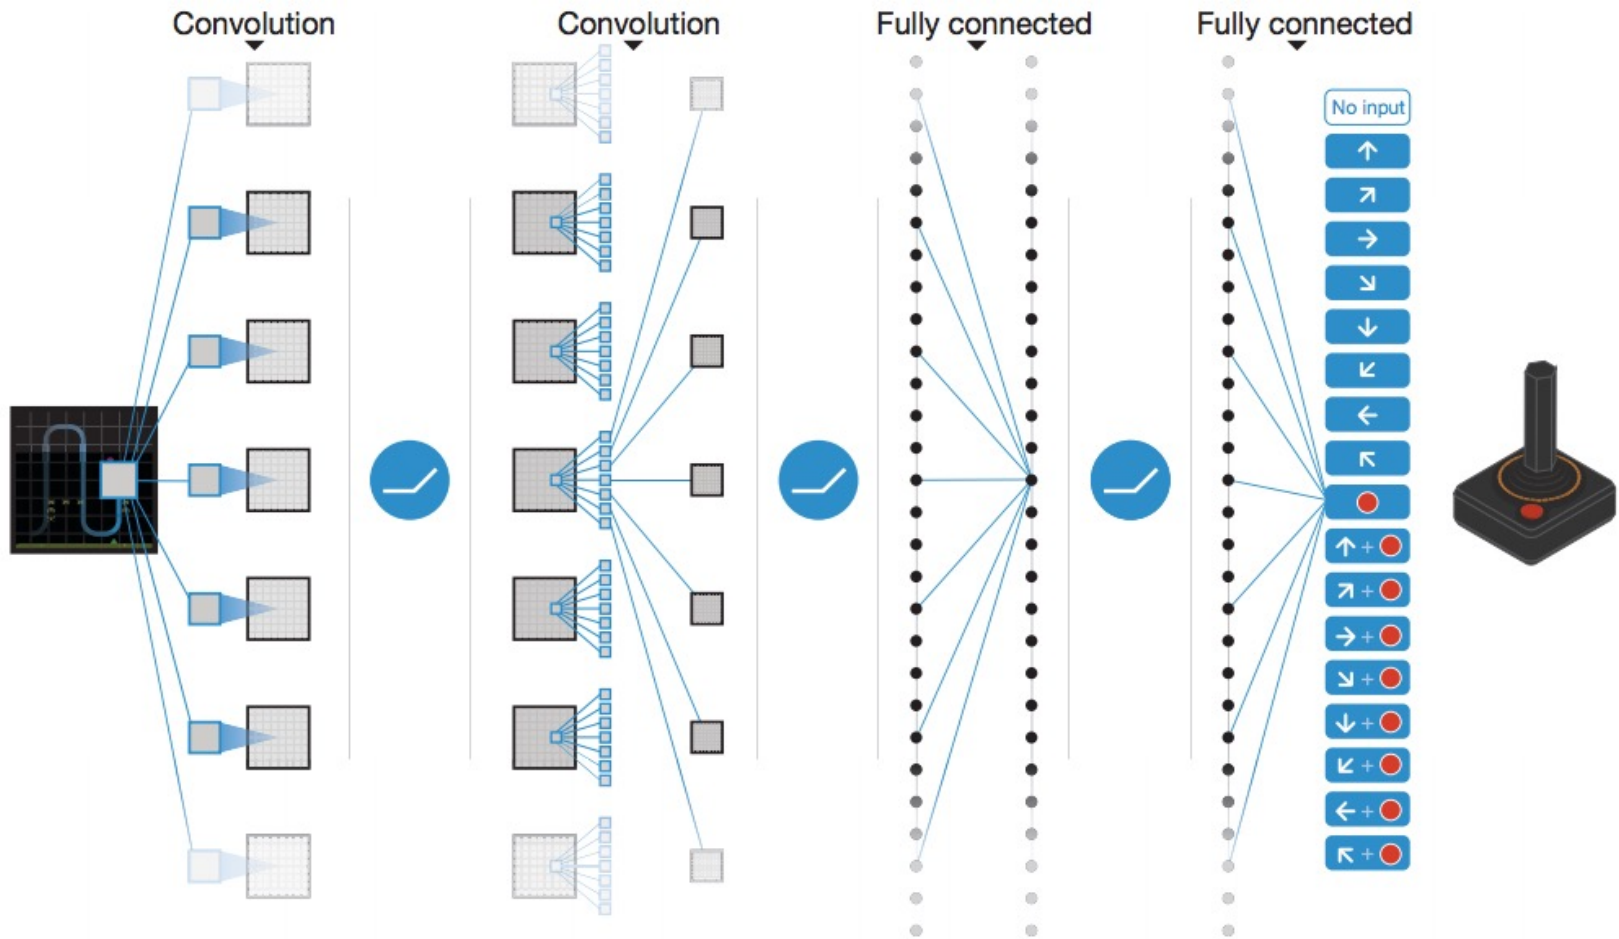 Convolution
Convolution
Fully connected
Fully connected
No input
+
+
+
+
+
+
+
+